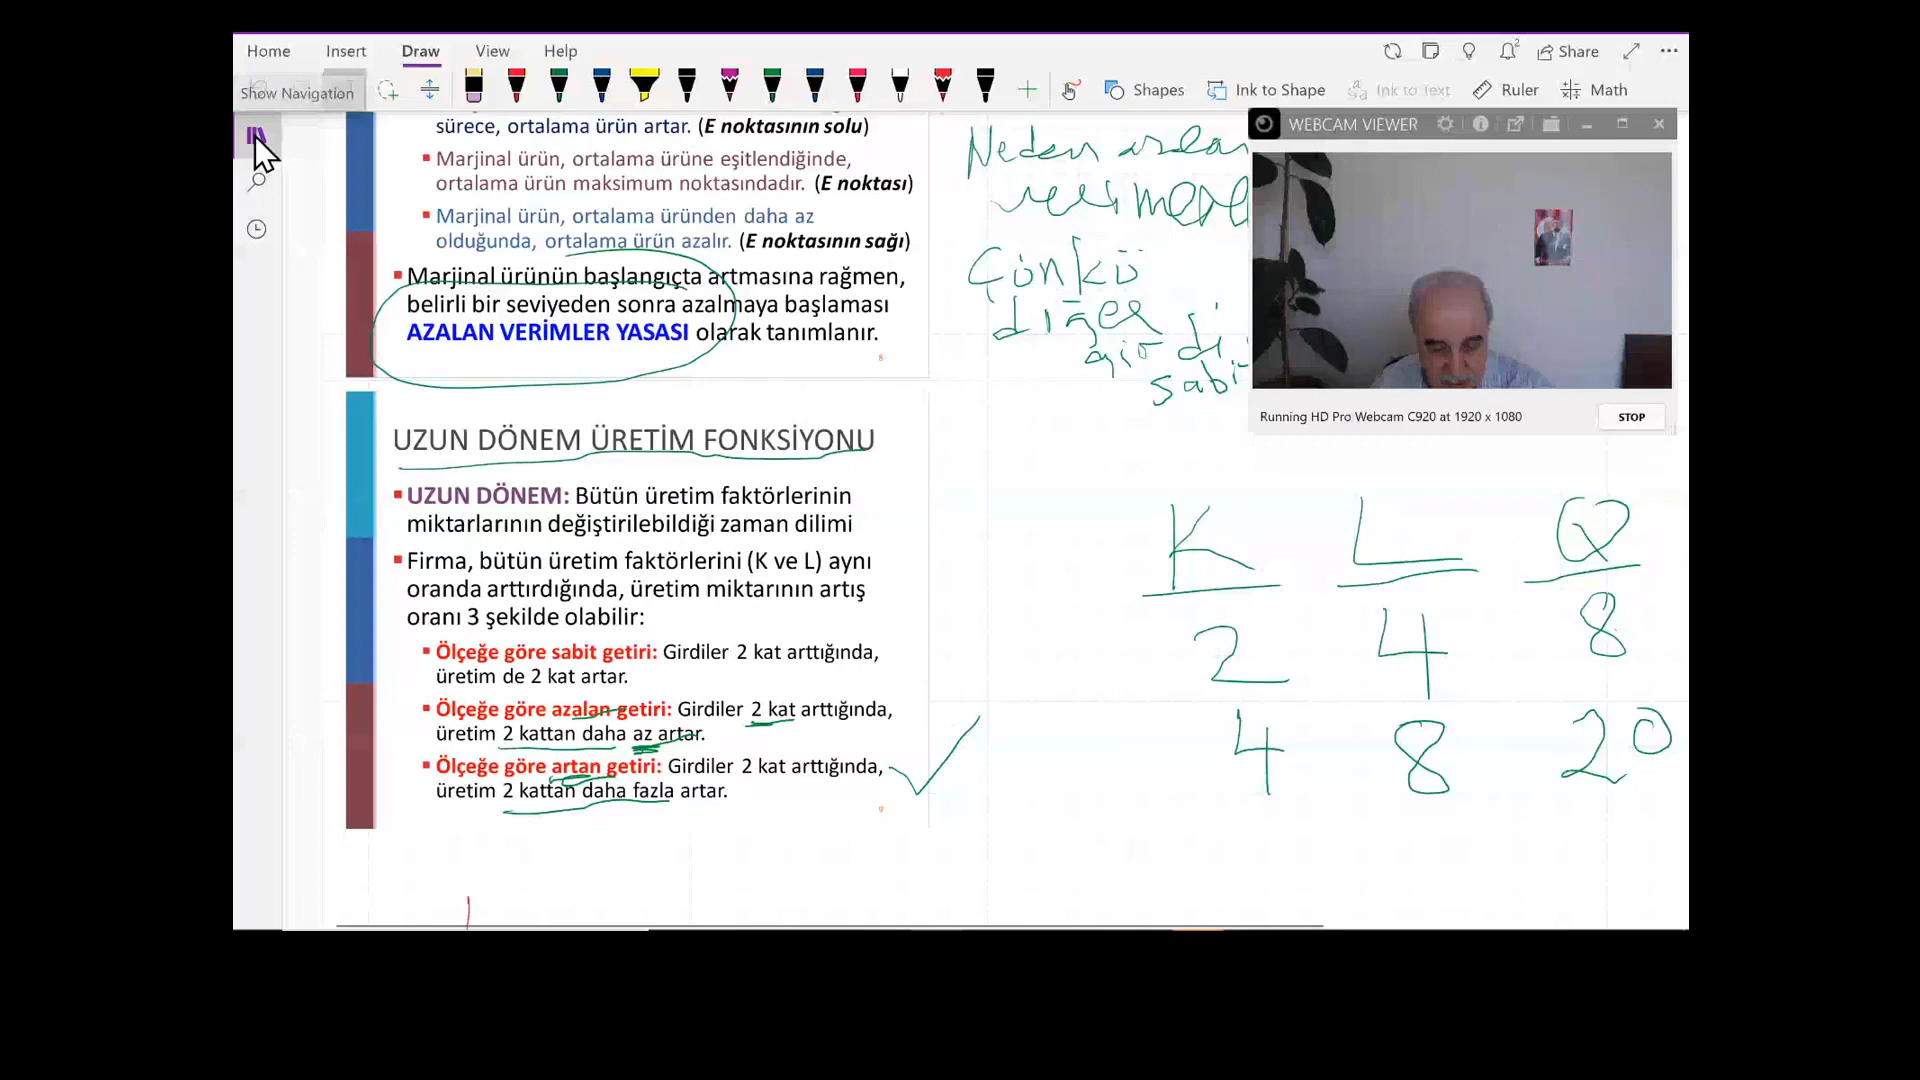 Home Insert Draw View Help
2
Share
Show Navigation
Shapes Ink to Shape Ink to Text Ruler Math
WEBCAM VIEWER
sürece, ortalama ürün artar. (E noktasının solu)
▪ Marjinal ürün, ortalama ürüne eşitlendiğinde,
ortalama ürün maksimum noktasındadır. (E noktası)
▪ Marjinal ürün, ortalama üründen daha az
olduğunda, ortalama ürün azalır. (E noktasının sağı)
▪ Marjinal ürünün başlangıçta artmasına rağmen,
belirli bir seviyeden sonra azalmaya başlaması
AZALAN VERİMLER YASASI olarak tanımlanır.
8
Neden azalan
Çünkü
diğer
girdi
sabi
Running HD Pro Webcam C920 at 1920 x 1080
STOP
UZUN DÖNEM ÜRETİM FONKSİYONU
▪ UZUN DÖNEM: Bütün üretim faktörlerinin
miktarlarının değiştirilebildiği zaman dilimi
▪ Firma, bütün üretim faktörlerini (K ve L) aynı
oranda arttırdığında, üretim miktarının artış
oranı 3 şekilde olabilir:
▪ Ölçeğe göre sabit getiri: Girdiler 2 kat arttığında,
üretim de 2 kat artar.
▪ Ölçeğe göre azalan getiri: Girdiler 2 kat arttığında,
üretim 2 kattan daha az artar.
▪ Ölçeğe göre artan getiri: Girdiler 2 kat arttığında,
üretim 2 kattan daha fazla artar.
9
K L Q
2 4 8
4 8 20